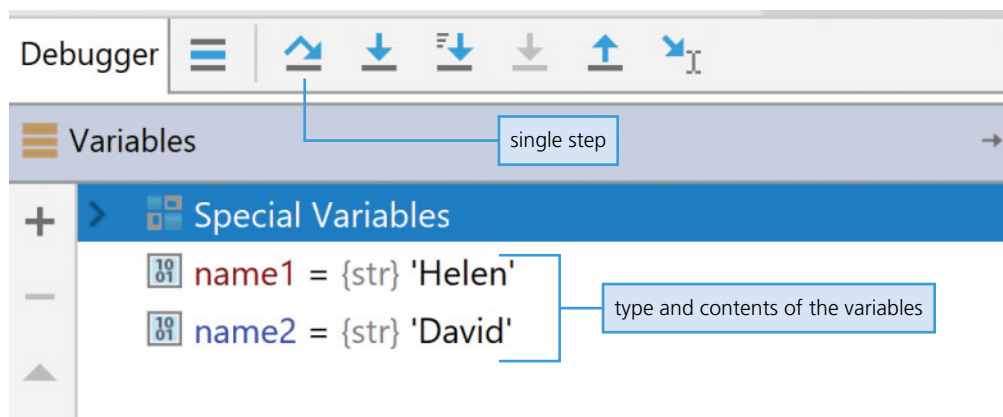 Debugger
Variables
single step
Special Variables
name1 = {str} 'Helen'
name2 = {str} 'David'
type and contents of the variables